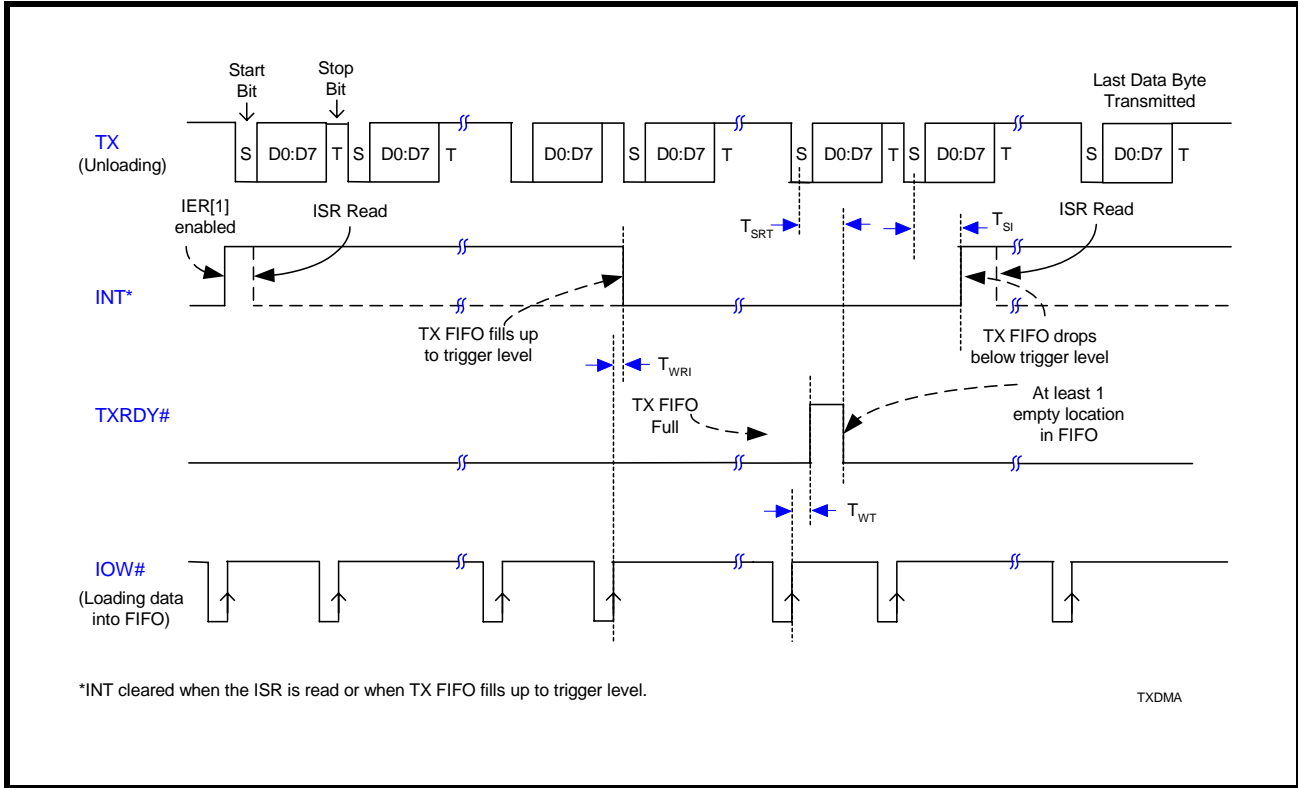 Start
Bit
Stop
Bit
Last Data Byte
Transmitted
TX
(Unloading)
S D0:D7 T S D0:D7 T D0:D7 S D0:D7 T S D0:D7 T S D0:D7 T S D0:D7 T
IER[1]
enabled
ISR Read
TSRT
TSI
ISR Read
INT*
TX FIFO fills up
to trigger level
TX FIFO drops
below trigger level
TWRI
TXRDY#
TX FIFO
Full
At least 1
empty location
in FIFO
TWT
IOW#
(Loading data
into FIFO)
*INT cleared when the ISR is read or when TX FIFO fills up to trigger level.
TXDMA